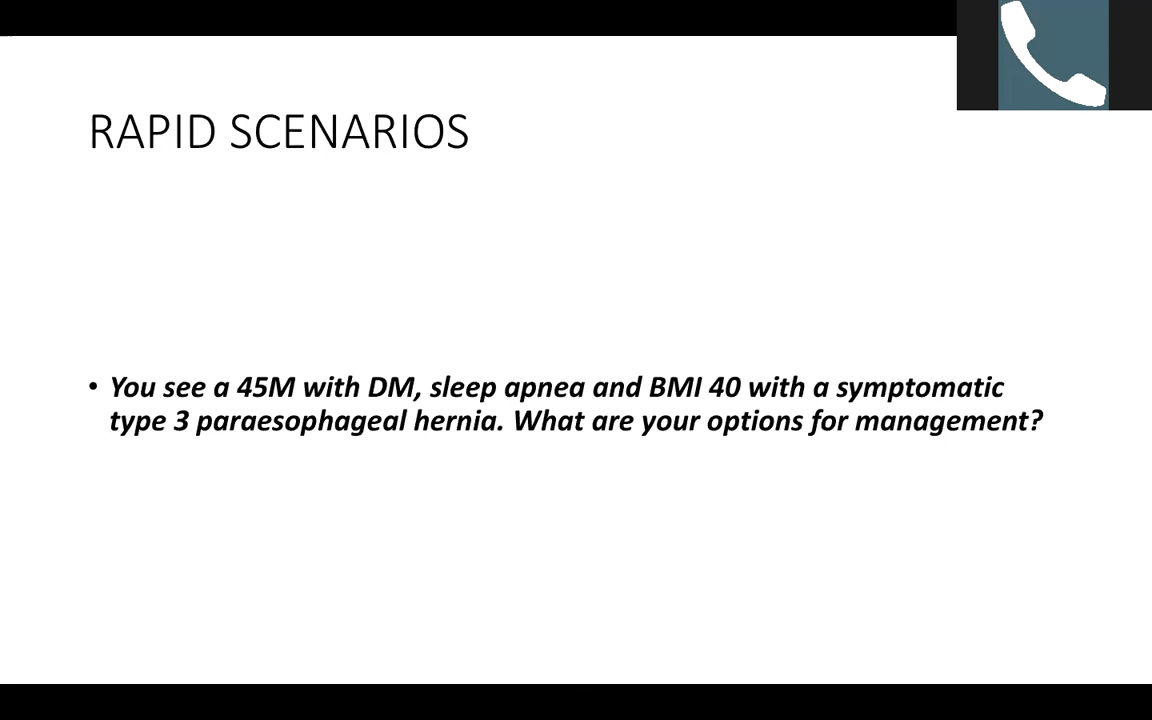 RAPID SCENARIOS
• You see a 45M with DM, sleep apnea and BMI 40 with a symptomatic
type 3 paraesophageal hernia. What are your options for management?